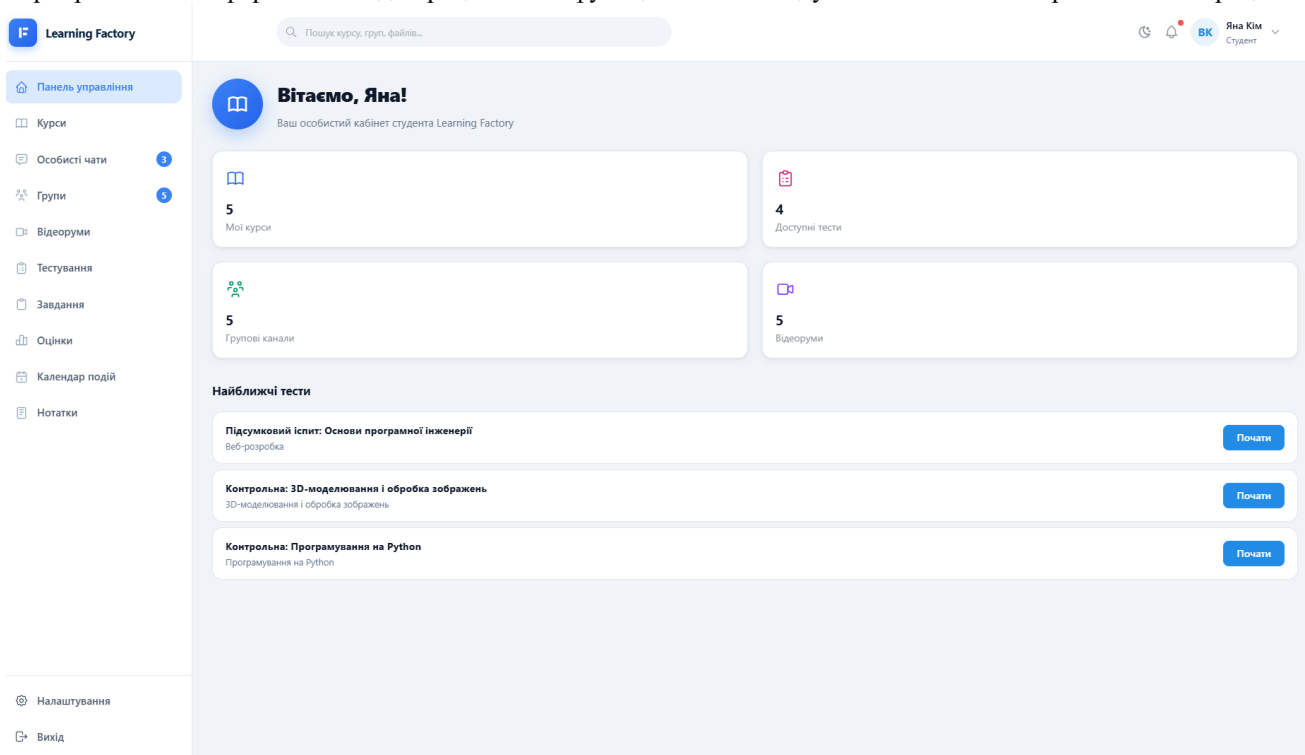 Learning Factory
Пошук курсу, груп, файлів...
ВК
Яна Кім
Студент
Панель управління
Курси
Особисті чати 3
Групи 5
Відеоруми
Тестування
Завдання
Оцінки
Календар подій
Нотатки
Налаштування
Вихід
Вітаємо, Яна!
Ваш особистий кабінет студента Learning Factory
5
Мої курси
4
Доступні тести
5
Групові канали
5
Відеоруми
Найближчі тести
Підсумковий іспит: Основи програмної інженерії
Веб-розробка
Почати
Контрольна: 3D-моделювання і обробка зображень
3D-моделювання і обробка зображень
Почати
Контрольна: Програмування на Python
Програмування на Python
Почати